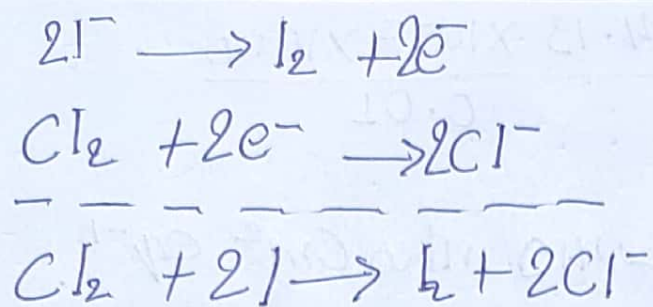 2I⁻ ⟶ I₂ + 2e⁻
Cl₂ + 2e⁻ ⟶ 2Cl⁻
Cl₂ + 2I ⟶ I₂ + 2Cl⁻